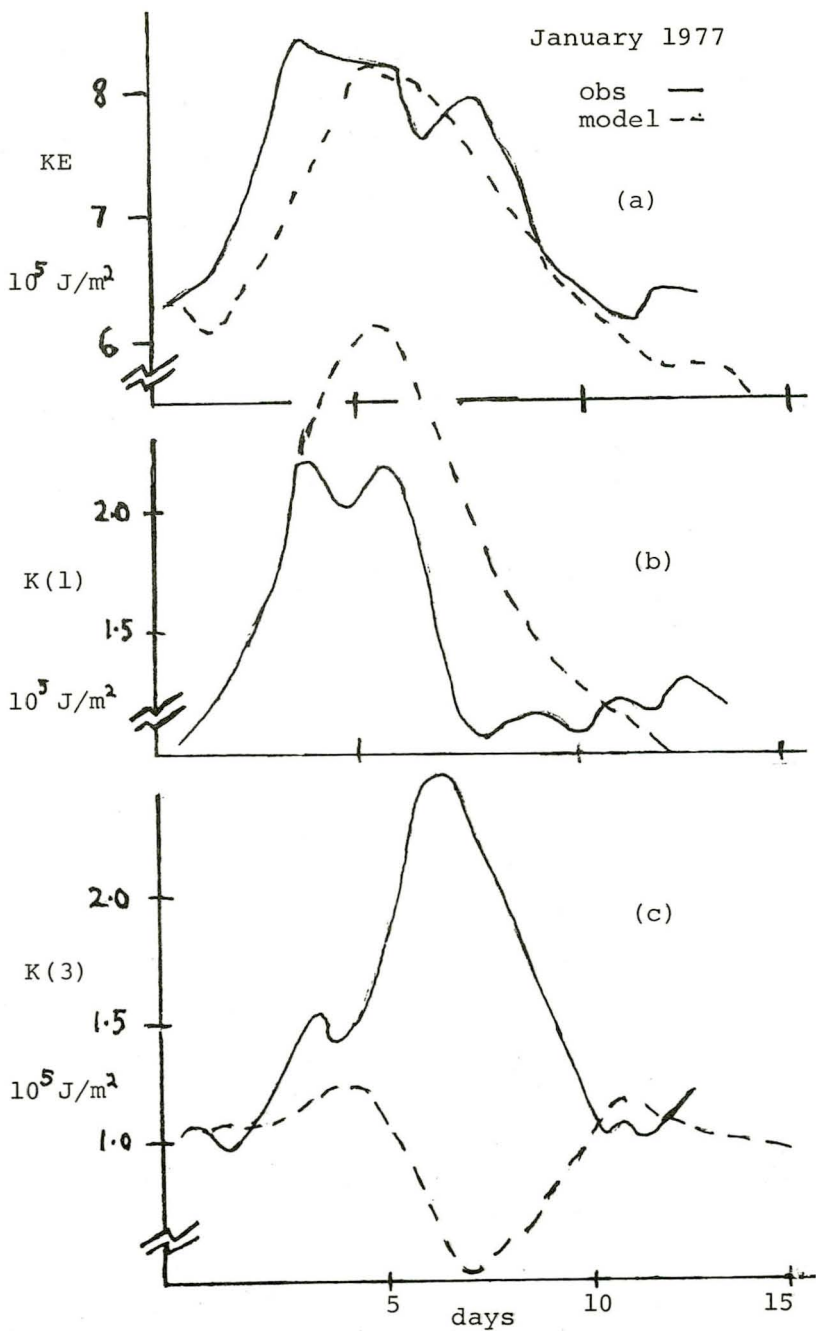 January 1977
obs —
model - -
8
KE
7
(a)
10⁵ J/m²
6
2.0
(b)
K(1)
1.5
10⁵ J/m²
2.0
(c)
K(3)
1.5
10⁵ J/m²
1.0
5
10
15
days